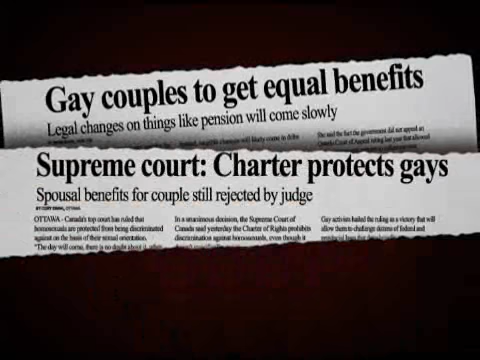 Gay couples to get equal benefits
Legal changes on things like pension will come slowly
Supreme court: Charter protects gays
Spousal benefits for couple still rejected by judge
OTTAWA - Canada's top court has ruled that
homosexuals are protected from being discriminated
against on the basis of their sexual orientation.
"The day will come, there is no doubt about it,
In a unanimous decision, the Supreme Court of
Canada said yesterday the Charter of Rights prohibits
discrimination against homosexuals, even though it
Gay activists hailed the ruling as a victory that will
allow them to challenge dozens of federal and